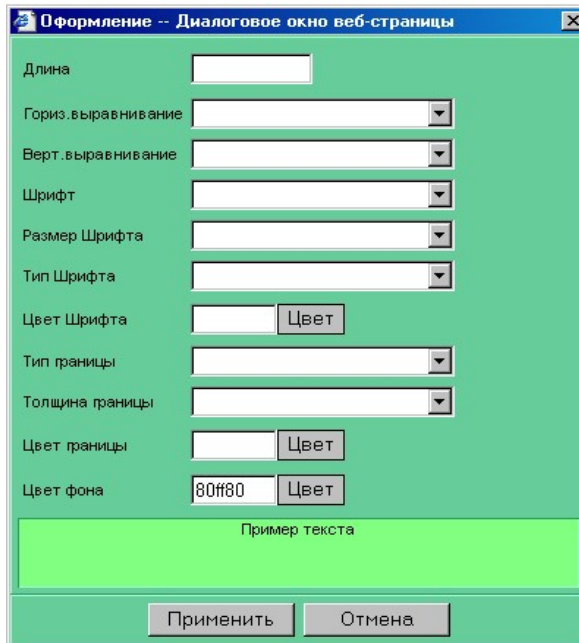 Оформление -- Диалоговое окно веб-страницы
Длина
Гориз.выравнивание
Верт.выравнивание
Шрифт
Размер Шрифта
Тип Шрифта
Цвет Шрифта Цвет
Тип границы
Толщина границы
Цвет границы Цвет
Цвет фона 80ff80 Цвет
Пример текста
Применить Отмена